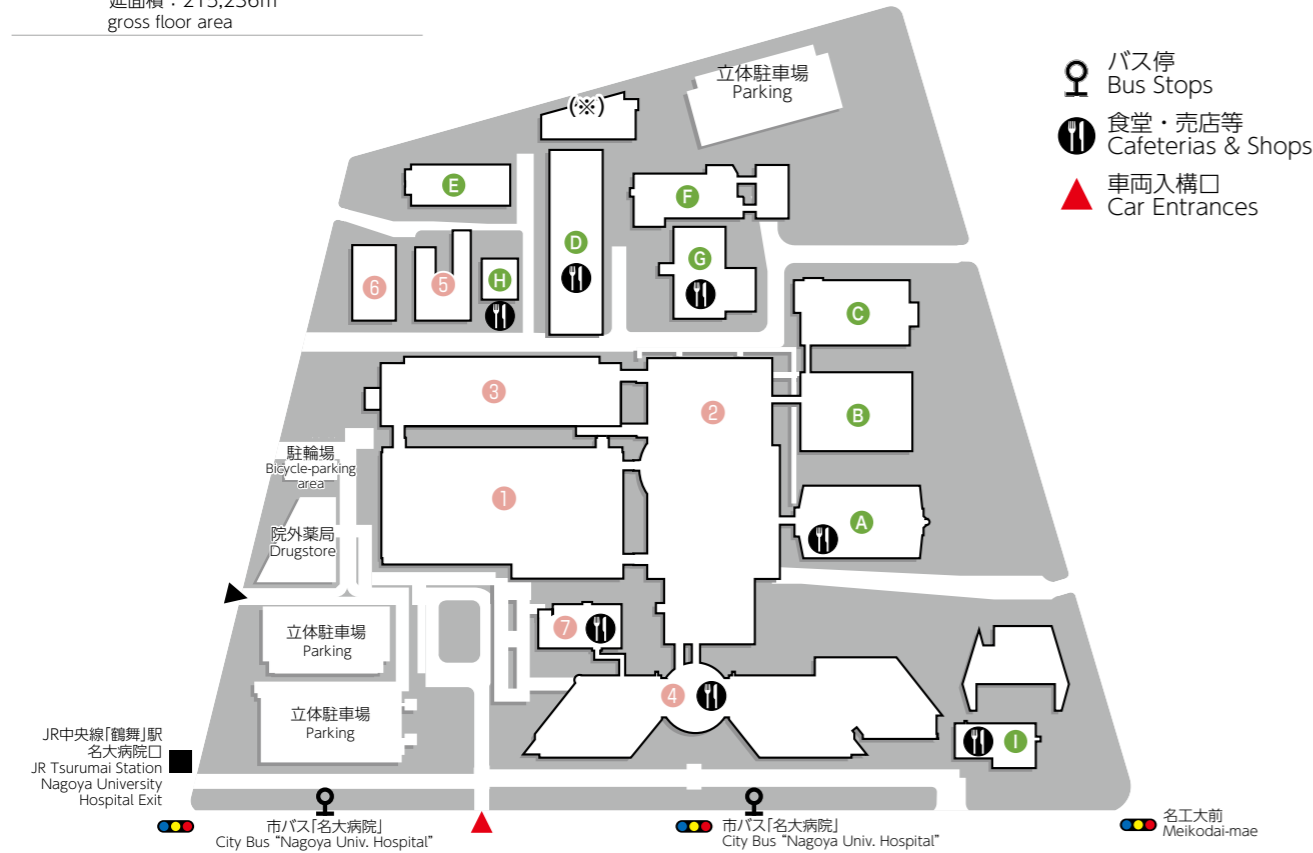 延面積:215,236m
gross floor area
バス停
Bus Stops
食堂・売店等
Cafeterias & Shops
車両入構口
Car Entrances
立体駐車場
Parking
(※)
E
F
D
G
H
5
6
C
3
2
B
駐輪場
Bicycle-parking
area
1
A
院外薬局
Drugstore
7
立体駐車場
Parking
4
立体駐車場
Parking
I
JR中央線「鶴舞」駅
名大病院口
JR Tsurumai Station
Nagoya University
Hospital Exit
市バス「名大病院」
City Bus "Nagoya Univ. Hospital"
市バス「名大病院」
City Bus "Nagoya Univ. Hospital"
名工大前
Meikodai-mae